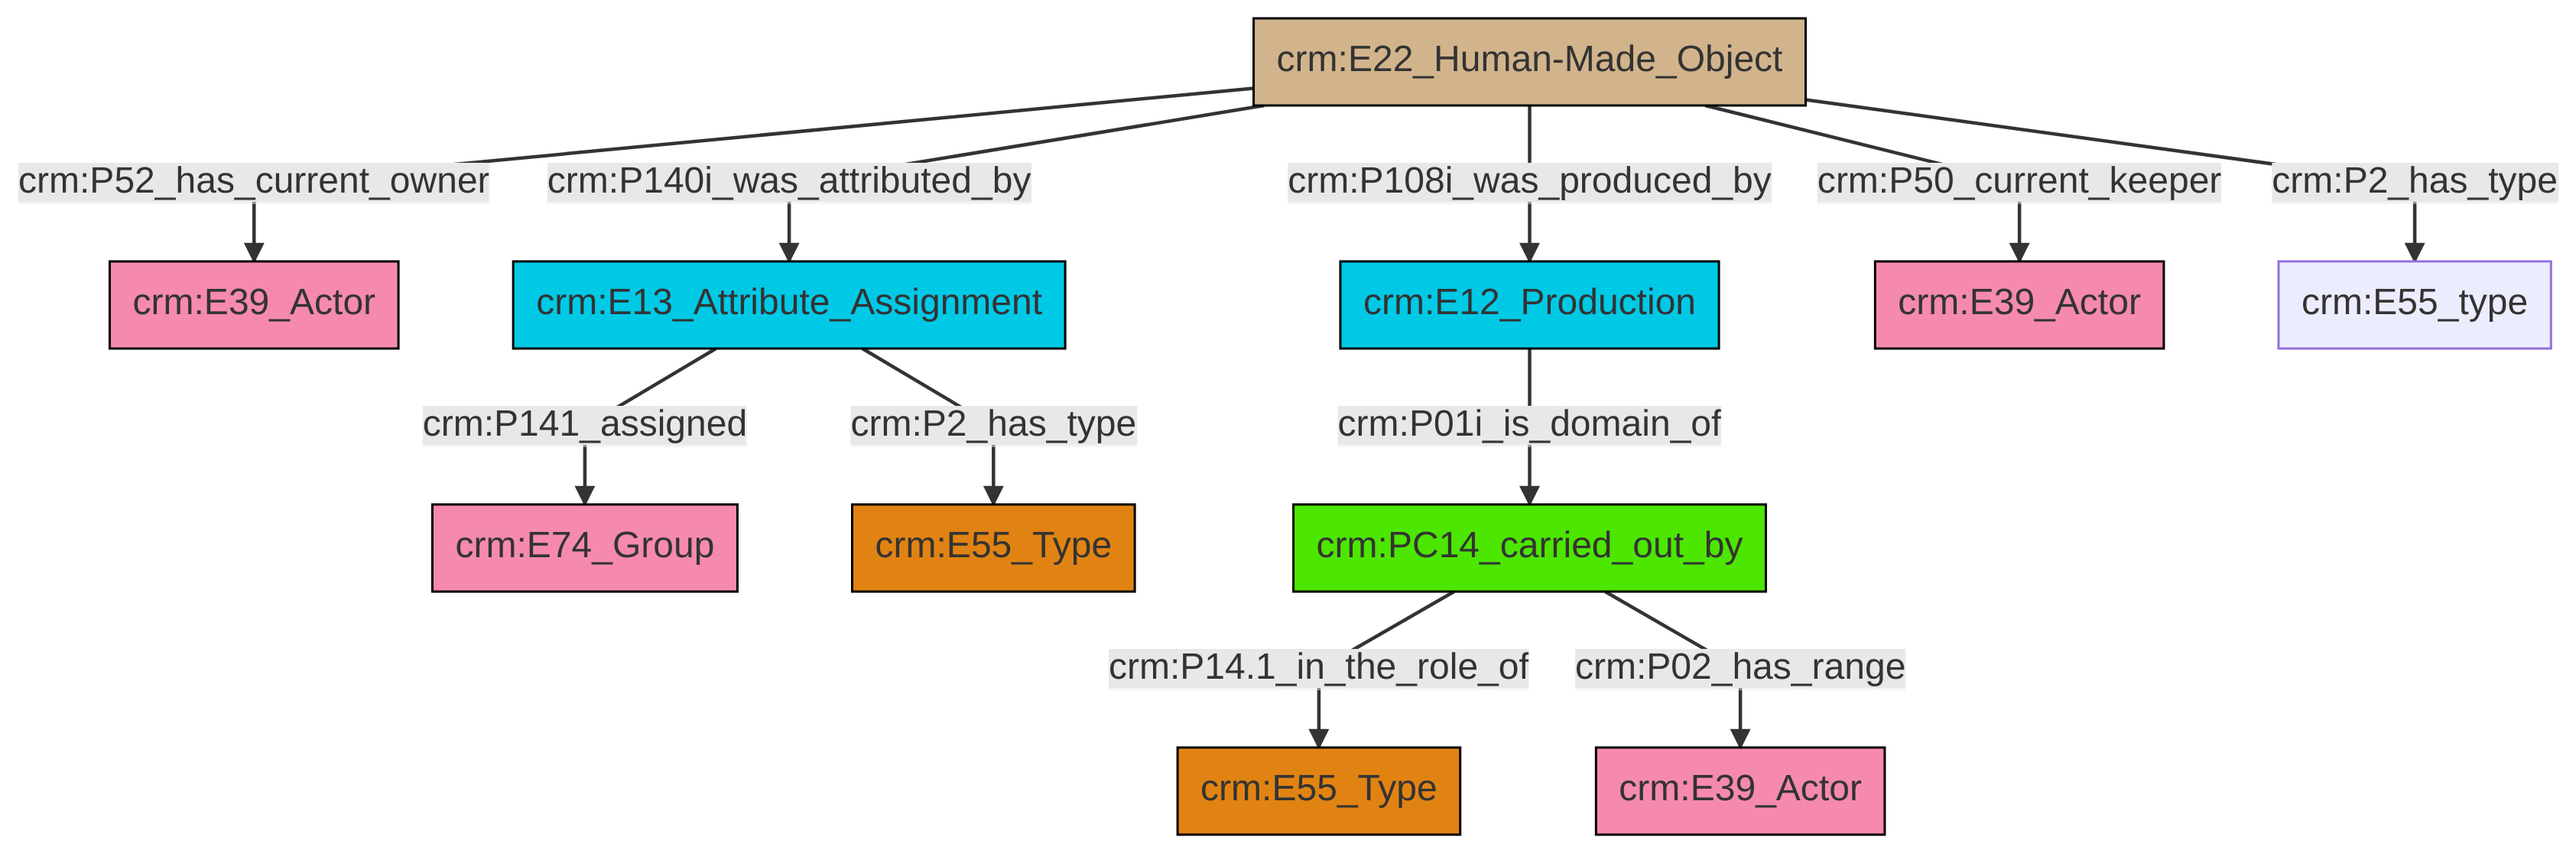 crm:E22_Human-Made_Object
crm:P52_has_current_owner
crm:P140i_was_attributed_by
crm:P108i_was_produced_by
crm:P50_current_keeper
crm:P2_has_type
crm:E39_Actor
crm:E13_Attribute_Assignment
crm:E12_Production
crm:E39_Actor
crm:E55_type
crm:P141_assigned
crm:P2_has_type
crm:P01i_is_domain_of
crm:E74_Group
crm:E55_Type
crm:PC14_carried_out_by
crm:P14.1_in_the_role_of
crm:P02_has_range
crm:E55_Type
crm:E39_Actor